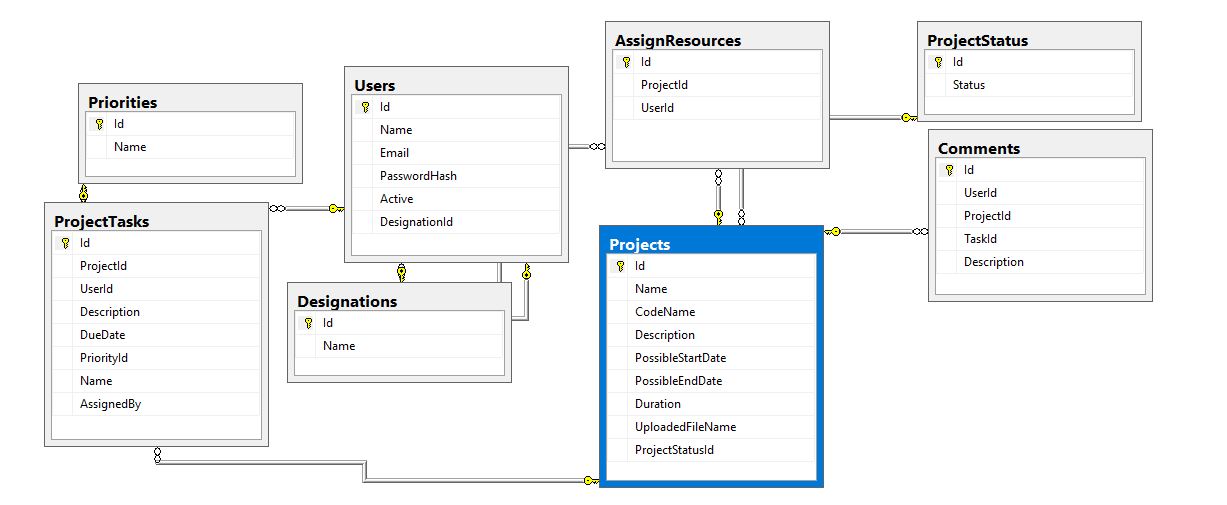 Priorities
Id
Name
Users
Id
Name
Email
PasswordHash
Active
DesignationId
AssignResources
Id
ProjectId
UserId
ProjectStatus
Id
Status
Comments
Id
UserId
ProjectId
TaskId
Description
ProjectTasks
Id
ProjectId
UserId
Description
DueDate
PriorityId
Name
AssignedBy
Designations
Id
Name
Projects
Id
Name
CodeName
Description
PossibleStartDate
PossibleEndDate
Duration
UploadedFileName
ProjectStatusId